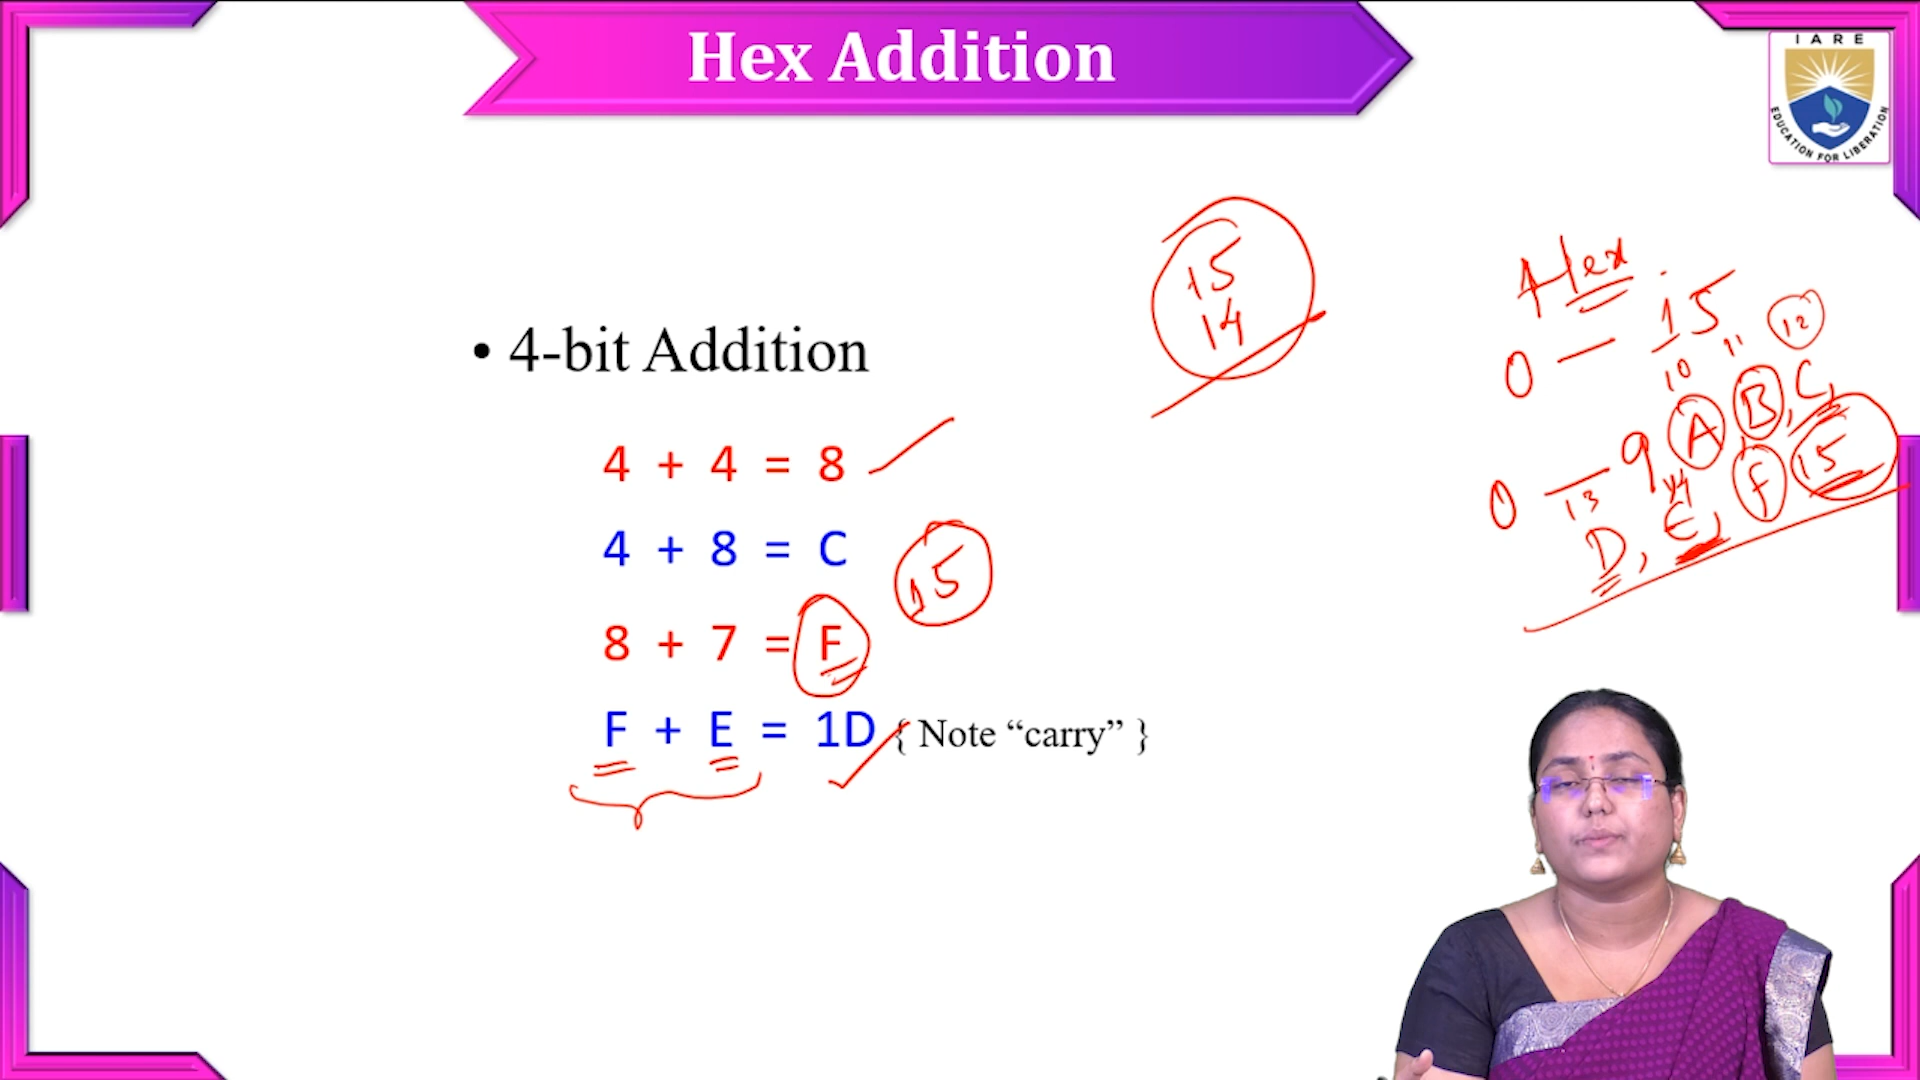 Hex Addition
IARE
EDUCATION FOR LIBERATION
• 4-bit Addition
4 + 4 = 8
4 + 8 = C
8 + 7 = F
F + E = 1D { Note “carry” }
15
14
15
Hex
0 — 15
10 11 12
0 — 9 A, B, C,
13 14 15
D, E, F